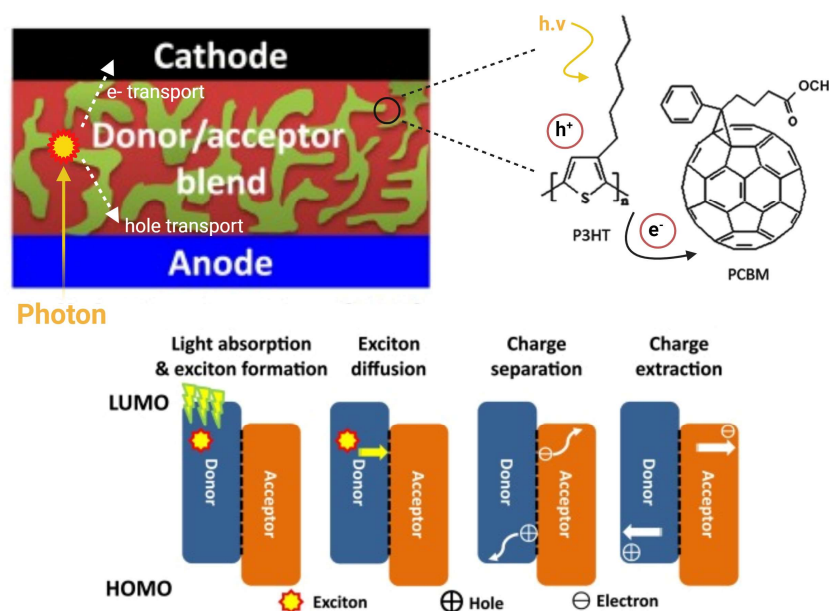 Cathode
e- transport
Donor/acceptor
blend
hole transport
Anode
Photon
h.v
h+
S
n
P3HT
e-
OCH
O
PCBM
Light absorption
& exciton formation
Exciton
diffusion
Charge
separation
Charge
extraction
LUMO
Donor
Acceptor
Donor
Acceptor
Donor
Acceptor
Donor
Acceptor
HOMO
Exciton
Hole
Electron